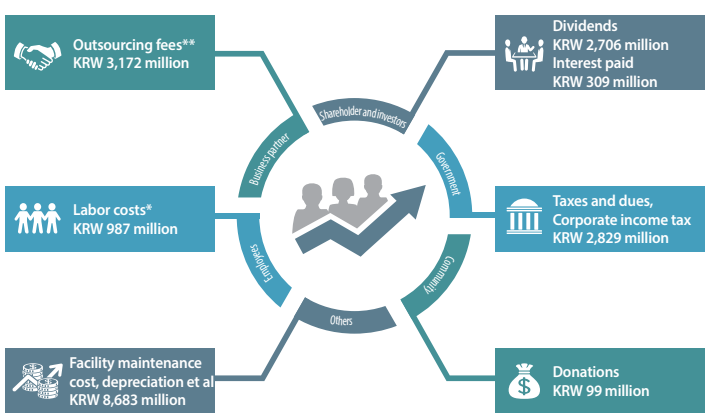 Outsourcing fees**
KRW 3,172 million
Dividends
KRW 2,706 million
Interest paid
KRW 309 million
Shareholder and investors
Business partner
Government
Labor costs*
KRW 987 million
Taxes and dues,
Corporate income tax
KRW 2,829 million
Employees
Community
Others
Facility maintenance
cost, depreciation et al
KRW 8,683 million
$
Donations
KRW 99 million